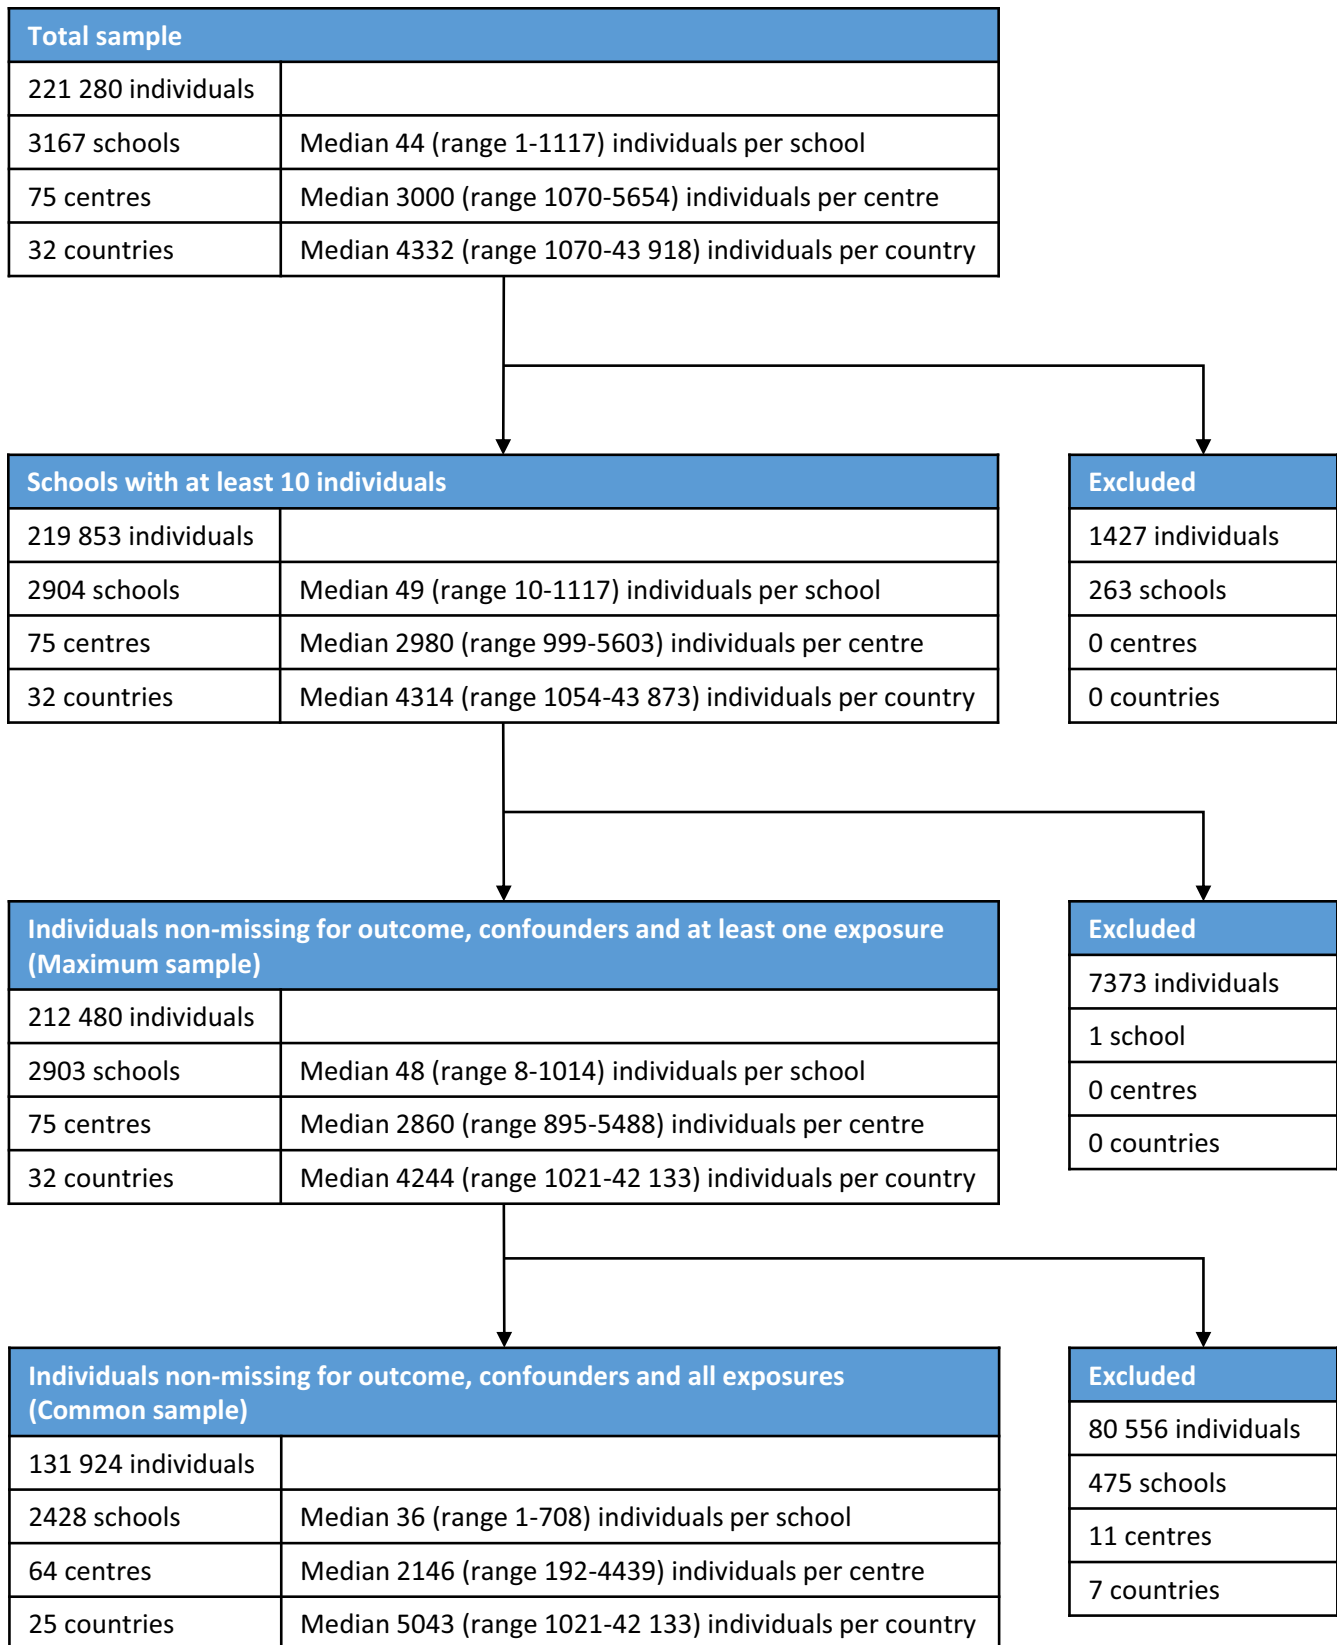 Total sample
221 280 individuals
3167 schools Median 44 (range 1-1117) individuals per school
75 centres Median 3000 (range 1070-5654) individuals per centre
32 countries Median 4332 (range 1070-43 918) individuals per country
Schools with at least 10 individuals
219 853 individuals
2904 schools Median 49 (range 10-1117) individuals per school
75 centres Median 2980 (range 999-5603) individuals per centre
32 countries Median 4314 (range 1054-43 873) individuals per country
Excluded
1427 individuals
263 schools
0 centres
0 countries
Individuals non-missing for outcome, confounders and at least one exposure
(Maximum sample)
212 480 individuals
2903 schools Median 48 (range 8-1014) individuals per school
75 centres Median 2860 (range 895-5488) individuals per centre
32 countries Median 4244 (range 1021-42 133) individuals per country
Excluded
7373 individuals
1 school
0 centres
0 countries
Individuals non-missing for outcome, confounders and all exposures
(Common sample)
131 924 individuals
2428 schools Median 36 (range 1-708) individuals per school
64 centres Median 2146 (range 192-4439) individuals per centre
25 countries Median 5043 (range 1021-42 133) individuals per country
Excluded
80 556 individuals
475 schools
11 centres
7 countries